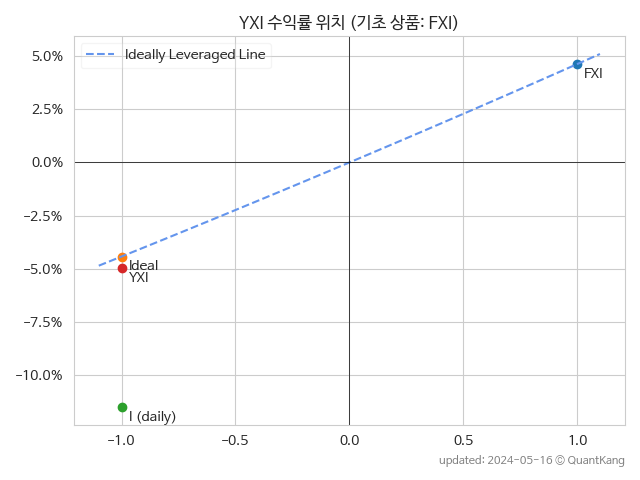 YXI 수익률 위치 (기초 상품: FXI)
Ideally Leveraged Line
5.0%
2.5%
0.0%
−2.5%
−5.0%
−7.5%
−10.0%
FXI
Ideal
YXI
I (daily)
−1.0
−0.5
0.0
0.5
1.0
updated: 2024-05-16 © QuantKang